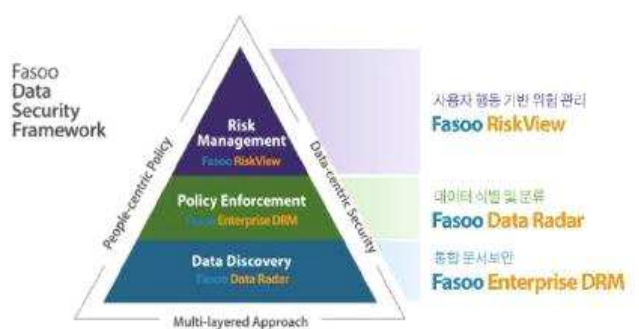 Fasoo
Data
Security
Framework
People-centric Policy
Data-centric Security
Multi-layered Approach
Risk
Management
Fasoo RiskView
Policy Enforcement
Fasoo Enterprise DRM
Data Discovery
Fasoo Data Radar
사용자 행동 기반 위험 관리
Fasoo RiskView
데이터 식별 및 분류
Fasoo Data Radar
통합 문서보안
Fasoo Enterprise DRM